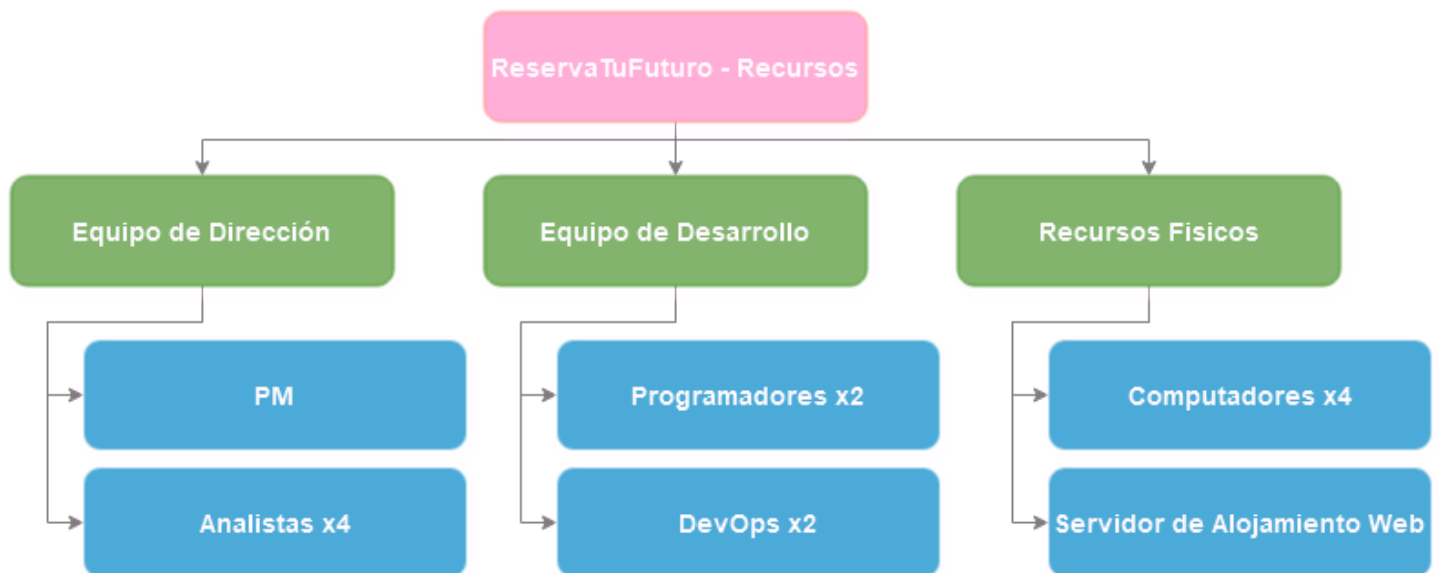 ReservaTuFuturo - Recursos
Equipo de Dirección
Equipo de Desarrollo
Recursos Fisicos
PM
Programadores x2
Computadores x4
Analistas x4
DevOps x2
Servidor de Alojamiento Web